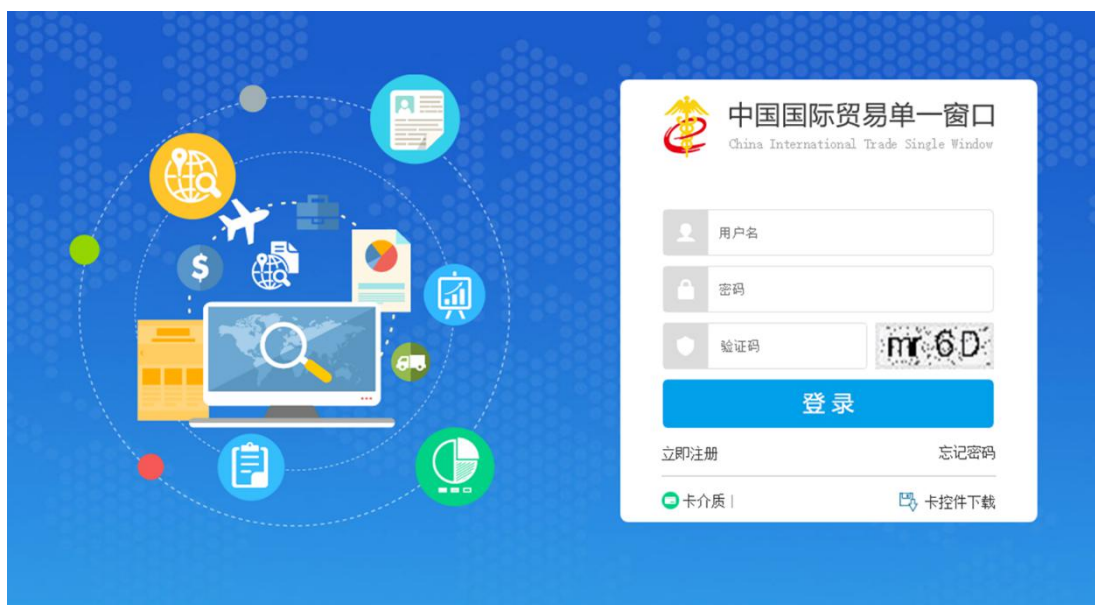 中国国际贸易单一窗口
China International Trade Single Window
用户名
密码
验证码 mr6D
登录
立即注册 忘记密码
卡介质 | 卡控件下载
$